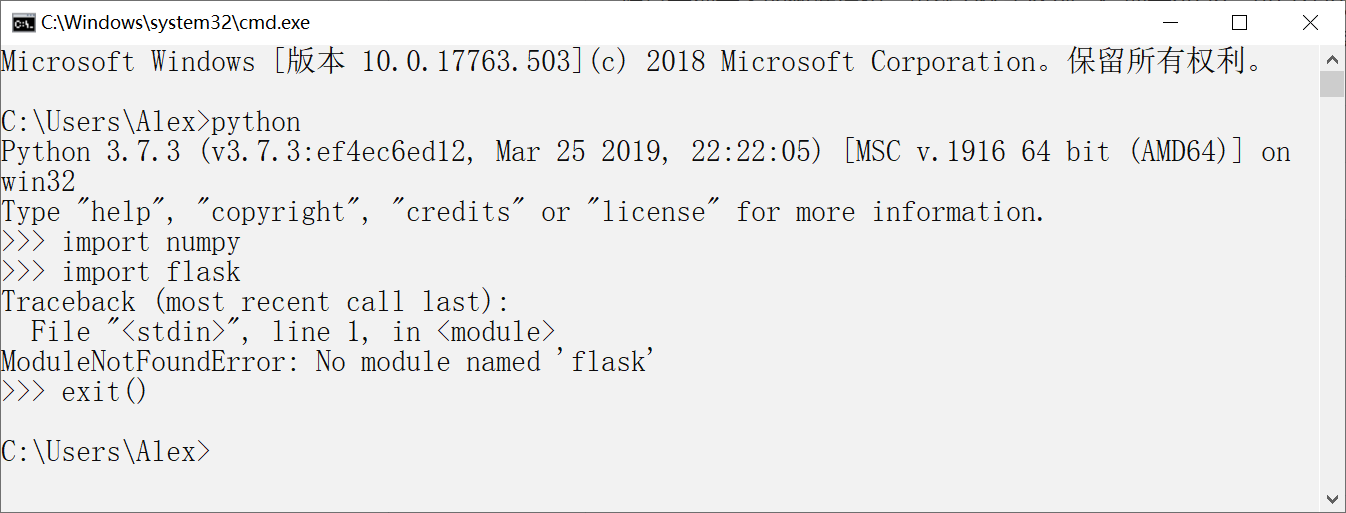 C:\Windows\system32\cmd.exe
Microsoft Windows [版本 10.0.17763.503](c) 2018 Microsoft Corporation。保留所有权利。
C:\Users\Alex>python
Python 3.7.3 (v3.7.3:ef4ec6ed12, Mar 25 2019, 22:22:05) [MSC v.1916 64 bit (AMD64)] on
win32
Type "help", "copyright", "credits" or "license" for more information.
>>> import numpy
>>> import flask
Traceback (most recent call last):
  File "<stdin>", line 1, in <module>
ModuleNotFoundError: No module named 'flask'
>>> exit()
C:\Users\Alex>